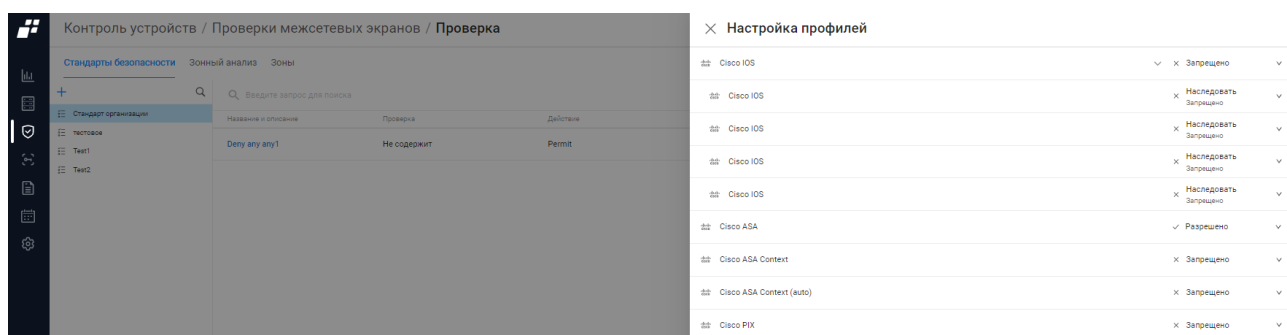 Контроль устройств / Проверки межсетевых экранов / Проверка
Стандарты безопасности Зонный анализ Зоны
Введите запрос для поиска
Стандарт организации
тестовое
Test1
Test2
Название и описание Проверка Действие
Deny any any1 Не содержит Permit
Настройка профилей
Cisco IOS Запрещено
Cisco IOS Наследовать
Запрещено
Cisco IOS Наследовать
Запрещено
Cisco IOS Наследовать
Запрещено
Cisco IOS Наследовать
Запрещено
Cisco ASA Разрешено
Cisco ASA Context Запрещено
Cisco ASA Context (auto) Запрещено
Cisco PIX Запрещено